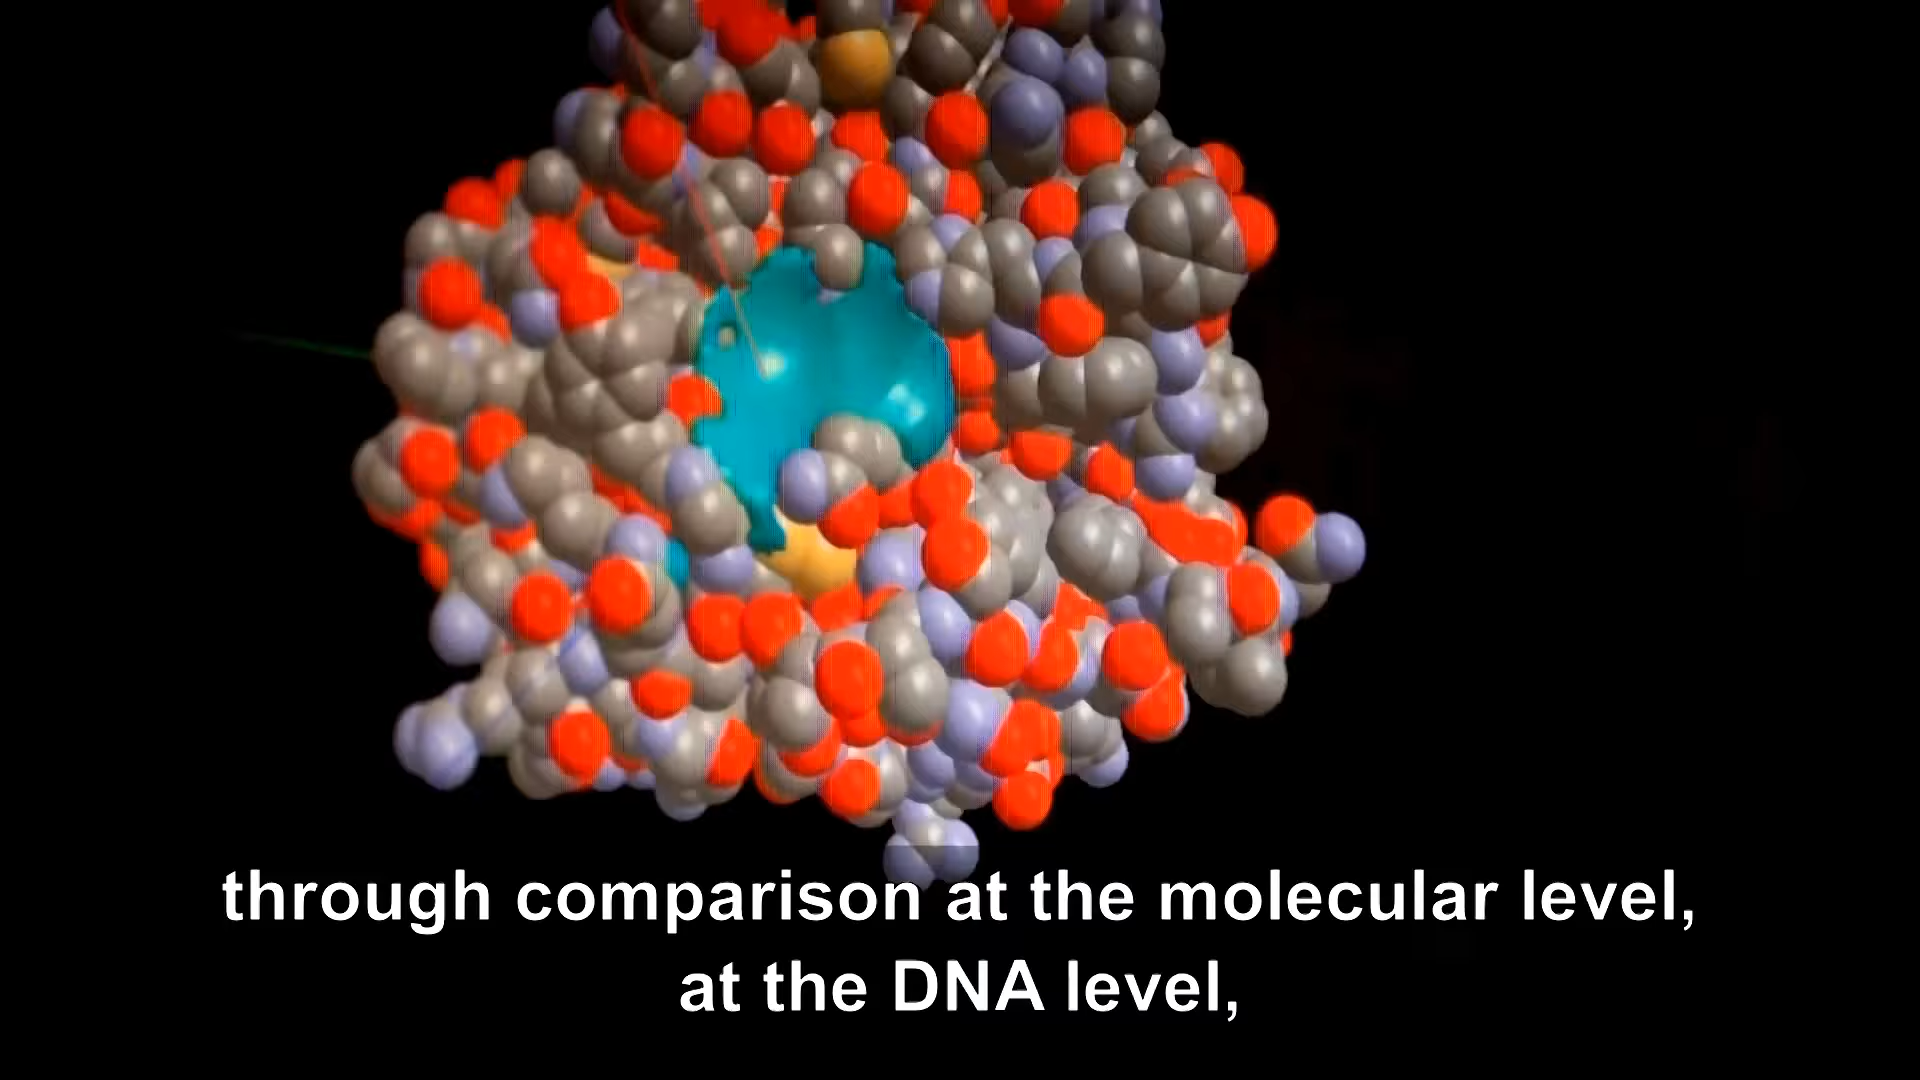 through comparison at the molecular level,
at the DNA level,